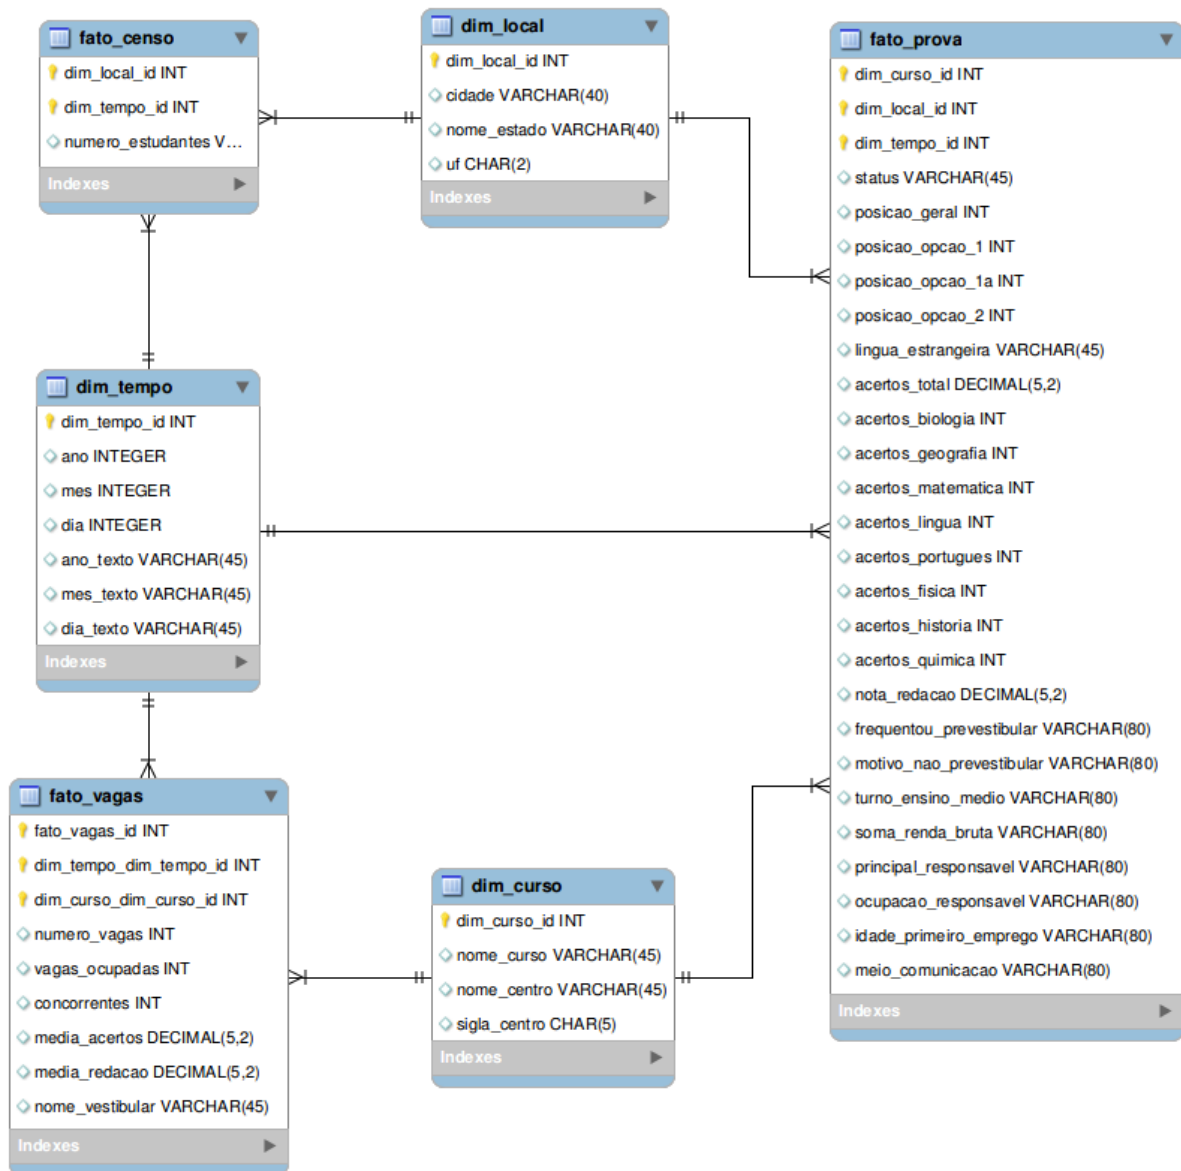 fato_censo
dim_local_id INT
dim_tempo_id INT
numero_estudantes V...
Indexes
dim_local
dim_local_id INT
cidade VARCHAR(40)
nome_estado VARCHAR(40)
uf CHAR(2)
Indexes
fato_prova
dim_curso_id INT
dim_local_id INT
dim_tempo_id INT
status VARCHAR(45)
posicao_geral INT
posicao_opcao_1 INT
posicao_opcao_1a INT
posicao_opcao_2 INT
lingua_estrangeira VARCHAR(45)
acertos_total DECIMAL(5,2)
acertos_biologia INT
acertos_geografia INT
acertos_matematica INT
acertos_lingua INT
acertos_portugues INT
acertos_fisica INT
acertos_historia INT
acertos_quimica INT
nota_redacao DECIMAL(5,2)
frequentou_prevestibular VARCHAR(80)
motivo_nao_prevestibular VARCHAR(80)
turno_ensino_medio VARCHAR(80)
soma_renda_bruta VARCHAR(80)
principal_responsavel VARCHAR(80)
ocupacao_responsavel VARCHAR(80)
idade_primeiro_emprego VARCHAR(80)
meio_comunicacao VARCHAR(80)
Indexes
dim_tempo
dim_tempo_id INT
ano INTEGER
mes INTEGER
dia INTEGER
ano_texto VARCHAR(45)
mes_texto VARCHAR(45)
dia_texto VARCHAR(45)
Indexes
fato_vagas
fato_vagas_id INT
dim_tempo_dim_tempo_id INT
dim_curso_dim_curso_id INT
numero_vagas INT
vagas_ocupadas INT
concorrentes INT
media_acertos DECIMAL(5,2)
media_redacao DECIMAL(5,2)
nome_vestibular VARCHAR(45)
Indexes
dim_curso
dim_curso_id INT
nome_curso VARCHAR(45)
nome_centro VARCHAR(45)
sigla_centro CHAR(5)
Indexes